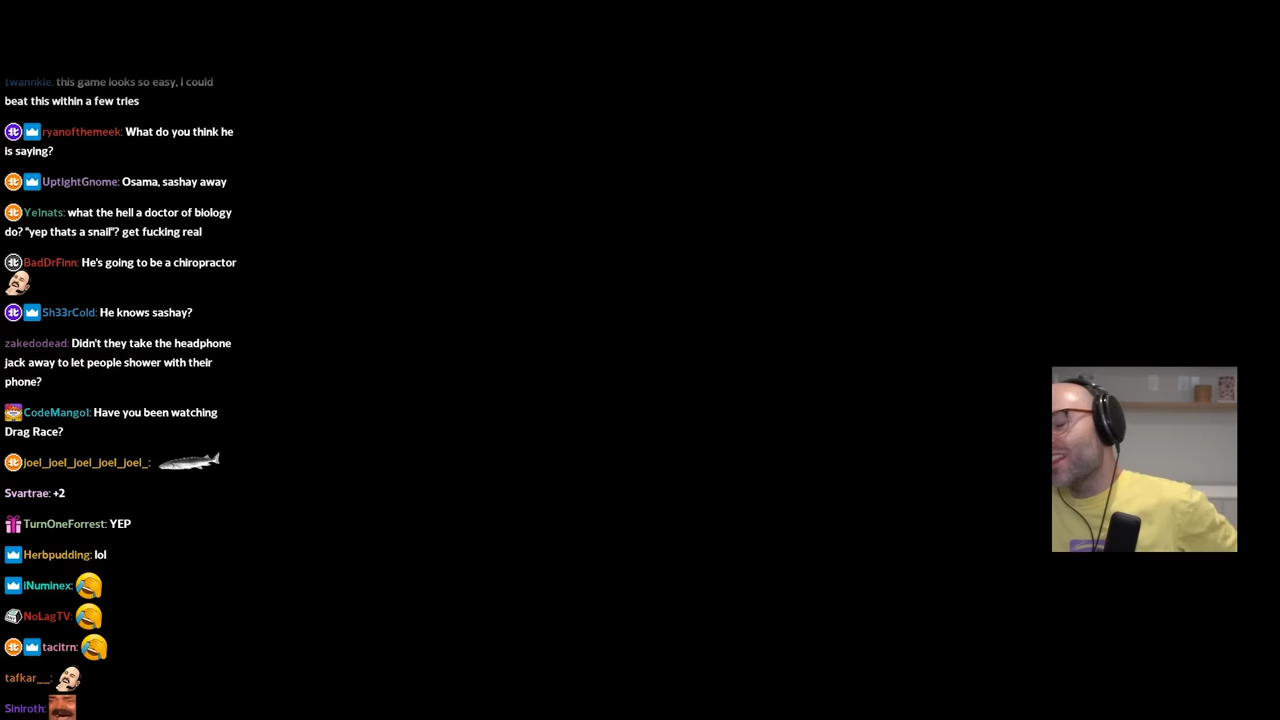 twannkie: this game looks so easy, i could
beat this within a few tries
ryanofthemeek: What do you think he
is saying?
UptightGnome: Osama, sashay away
Ye1nats: what the hell a doctor of biology
do? "yep thats a snail"? get fucking real
BadDrFinn: He's going to be a chiropractor
Sh33rCold: He knows sashay?
zakedodead: Didn't they take the headphone
jack away to let people shower with their
phone?
CodeMango1: Have you been watching
Drag Race?
joel_joel_joel_joel_joel_:
Svartrae: +2
TurnOneForrest: YEP
Herbpudding: lol
iNuminex:
NoLagTV:
tacitrn:
tafkar__:
Siniroth: